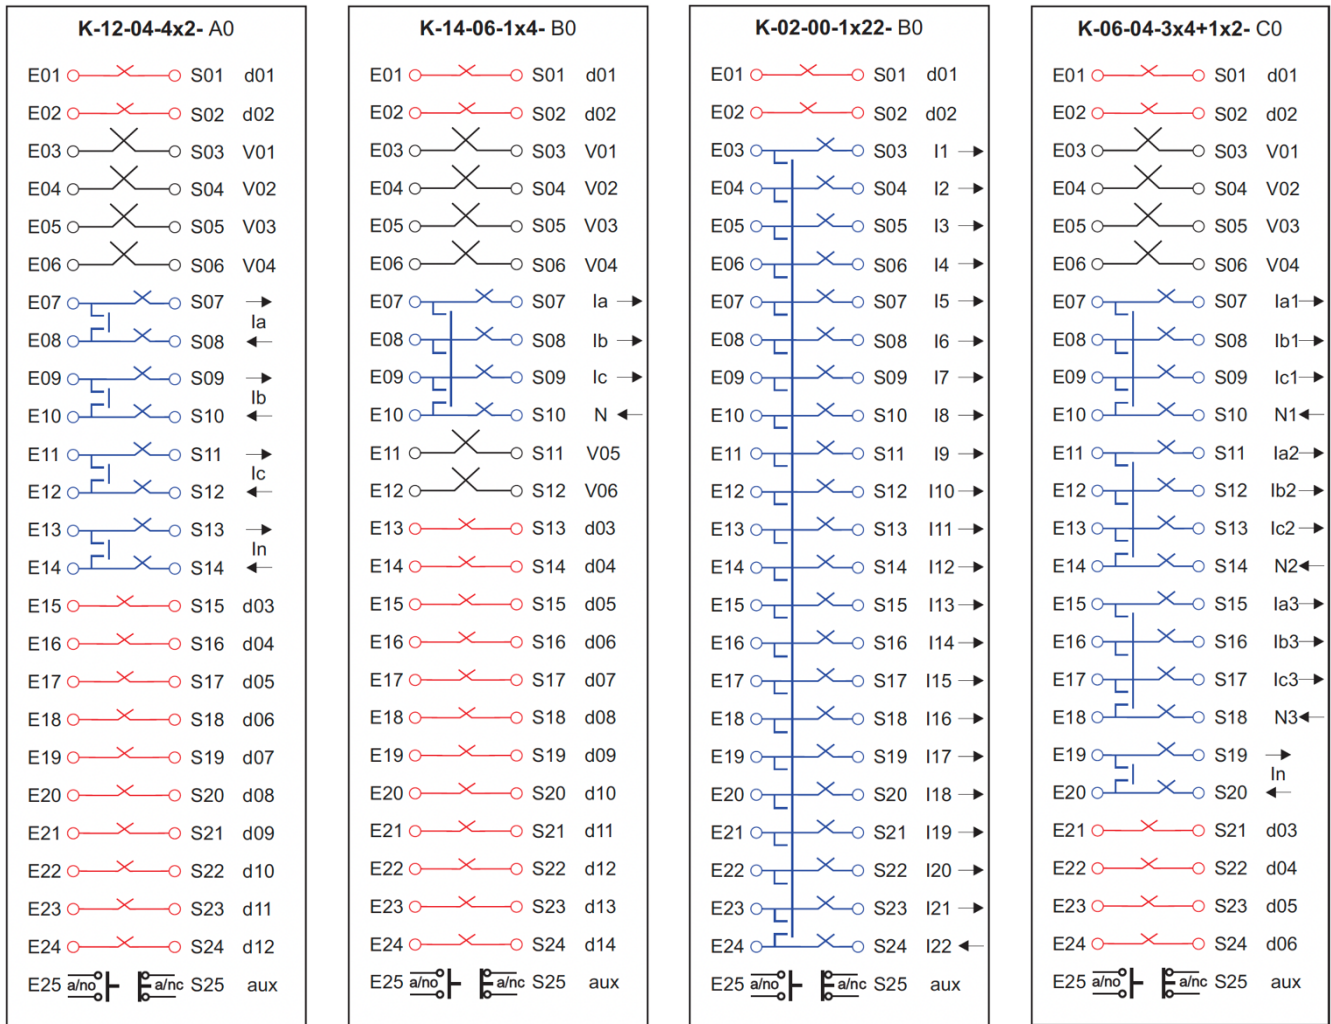 K-12-04-4x2- A0
E01 S01 d01
E02 S02 d02
E03 S03 V01
E04 S04 V02
E05 S05 V03
E06 S06 V04
E07 S07
Ia
E08 S08
E09 S09
Ib
E10 S10
E11 S11
Ic
E12 S12
E13 S13
In
E14 S14
E15 S15 d03
E16 S16 d04
E17 S17 d05
E18 S18 d06
E19 S19 d07
E20 S20 d08
E21 S21 d09
E22 S22 d10
E23 S23 d11
E24 S24 d12
E25 a/no a/nc S25 aux
K-14-06-1x4- B0
E01 S01 d01
E02 S02 d02
E03 S03 V01
E04 S04 V02
E05 S05 V03
E06 S06 V04
E07 S07 Ia
E08 S08 Ib
E09 S09 Ic
E10 S10 N
E11 S11 V05
E12 S12 V06
E13 S13 d03
E14 S14 d04
E15 S15 d05
E16 S16 d06
E17 S17 d07
E18 S18 d08
E19 S19 d09
E20 S20 d10
E21 S21 d11
E22 S22 d12
E23 S23 d13
E24 S24 d14
E25 a/no a/nc S25 aux
K-02-00-1x22- B0
E01 S01 d01
E02 S02 d02
E03 S03 I1
E04 S04 I2
E05 S05 I3
E06 S06 I4
E07 S07 I5
E08 S08 I6
E09 S09 I7
E10 S10 I8
E11 S11 I9
E12 S12 I10
E13 S13 I11
E14 S14 I12
E15 S15 I13
E16 S16 I14
E17 S17 I15
E18 S18 I16
E19 S19 I17
E20 S20 I18
E21 S21 I19
E22 S22 I20
E23 S23 I21
E24 S24 I22
E25 a/no a/nc S25 aux
K-06-04-3x4+1x2- C0
E01 S01 d01
E02 S02 d02
E03 S03 V01
E04 S04 V02
E05 S05 V03
E06 S06 V04
E07 S07 Ia1
E08 S08 Ib1
E09 S09 Ic1
E10 S10 N1
E11 S11 Ia2
E12 S12 Ib2
E13 S13 Ic2
E14 S14 N2
E15 S15 Ia3
E16 S16 Ib3
E17 S17 Ic3
E18 S18 N3
E19 S19
In
E20 S20
E21 S21 d03
E22 S22 d04
E23 S23 d05
E24 S24 d06
E25 a/no a/nc S25 aux